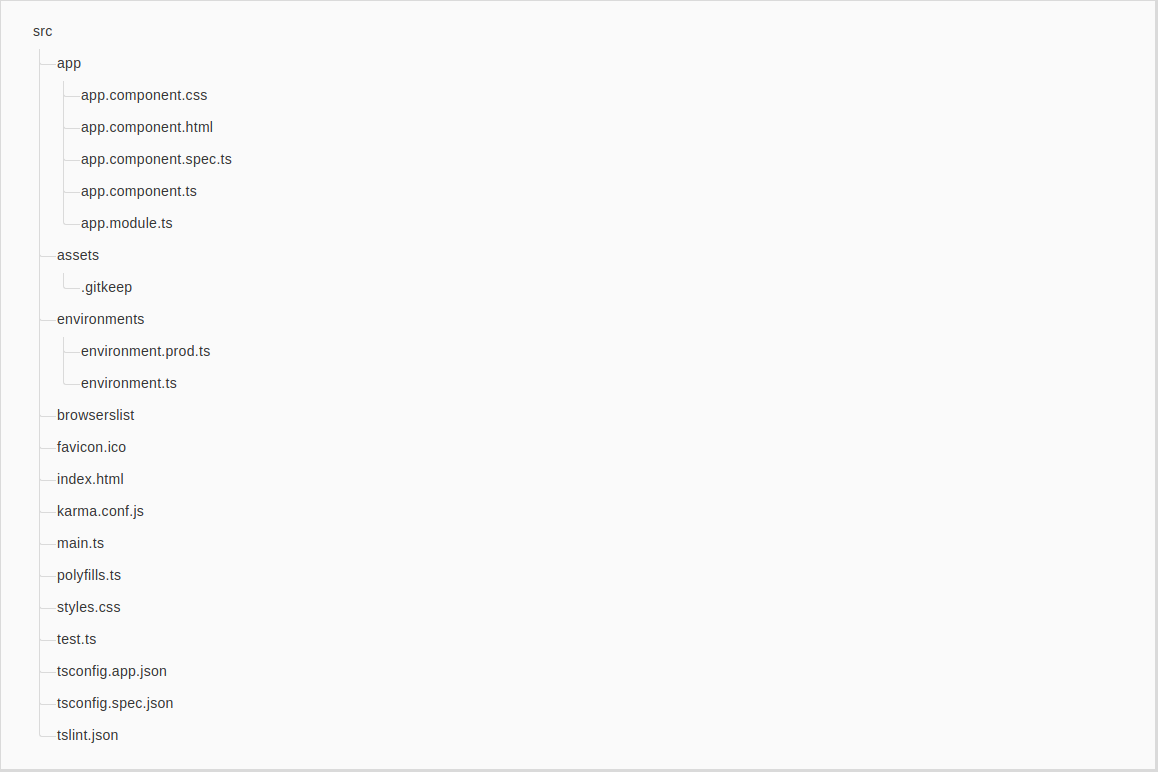 src
app
app.component.css
app.component.html
app.component.spec.ts
app.component.ts
app.module.ts
assets
.gitkeep
environments
environment.prod.ts
environment.ts
browserslist
favicon.ico
index.html
karma.conf.js
main.ts
polyfills.ts
styles.css
test.ts
tsconfig.app.json
tsconfig.spec.json
tslint.json